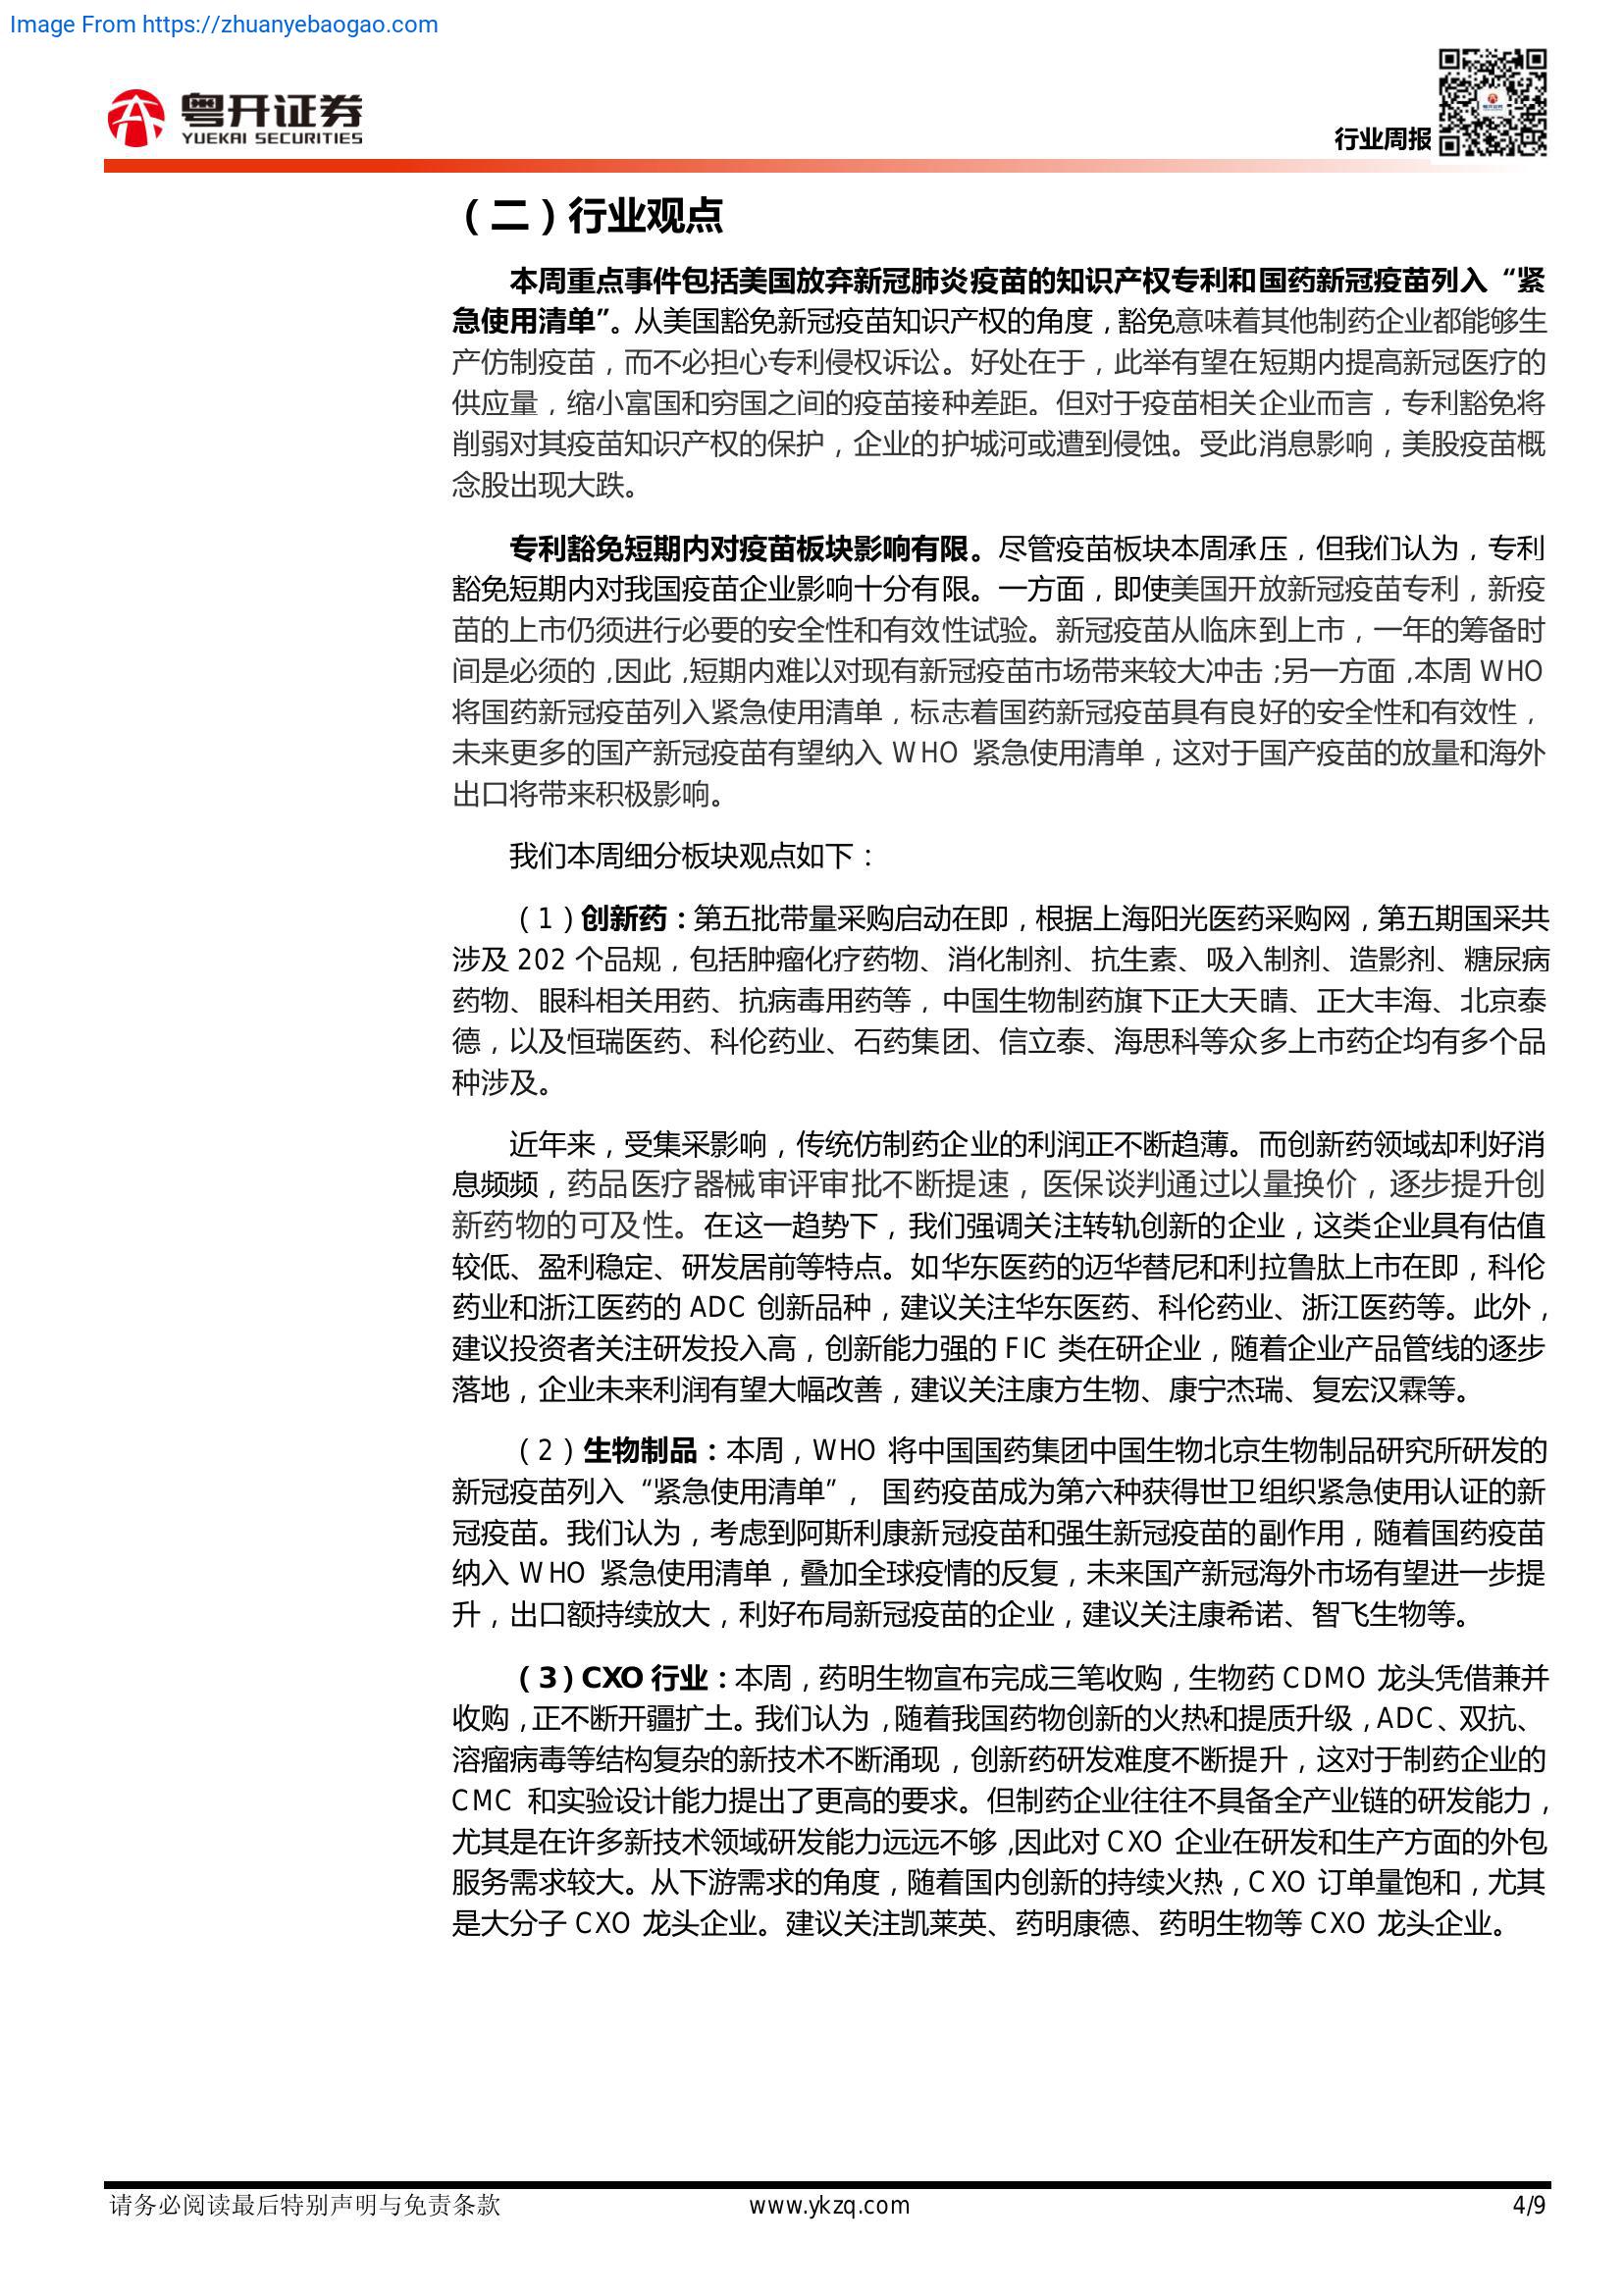 Image From https://zhuanyebaogao.com
粤开证券
YUEKAI SECURITIES
行业周报
（二）行业观点
本周重点事件包括美国放弃新冠肺炎疫苗的知识产权专利和国药新冠疫苗列入“紧
急使用清单”。从美国豁免新冠疫苗知识产权的角度，豁免意味着其他制药企业都能够生
产仿制疫苗，而不必担心专利侵权诉讼。好处在于，此举有望在短期内提高新冠医疗的
供应量，缩小富国和穷国之间的疫苗接种差距。但对于疫苗相关企业而言，专利豁免将
削弱对其疫苗知识产权的保护，企业的护城河或遭到侵蚀。受此消息影响，美股疫苗概
念股出现大跌。
专利豁免短期内对疫苗板块影响有限。尽管疫苗板块本周承压，但我们认为，专利
豁免短期内对我国疫苗企业影响十分有限。一方面，即使美国开放新冠疫苗专利，新疫
苗的上市仍须进行必要的安全性和有效性试验。新冠疫苗从临床到上市，一年的筹备时
间是必须的，因此，短期内难以对现有新冠疫苗市场带来较大冲击；另一方面，本周 WHO
将国药新冠疫苗列入紧急使用清单，标志着国药新冠疫苗具有良好的安全性和有效性，
未来更多的国产新冠疫苗有望纳入 WHO 紧急使用清单，这对于国产疫苗的放量和海外
出口将带来积极影响。
我们本周细分板块观点如下：
（1）创新药：第五批带量采购启动在即，根据上海阳光医药采购网，第五期国采共
涉及 202 个品规，包括肿瘤化疗药物、消化制剂、抗生素、吸入制剂、造影剂、糖尿病
药物、眼科相关用药、抗病毒用药等，中国生物制药旗下正大天晴、正大丰海、北京泰
德，以及恒瑞医药、科伦药业、石药集团、信立泰、海思科等众多上市药企均有多个品
种涉及。
近年来，受集采影响，传统仿制药企业的利润正不断趋薄。而创新药领域却利好消
息频频，药品医疗器械审评审批不断提速，医保谈判通过以量换价，逐步提升创
新药物的可及性。在这一趋势下，我们强调关注转轨创新的企业，这类企业具有估值
较低、盈利稳定、研发居前等特点。如华东医药的迈华替尼和利拉鲁肽上市在即，科伦
药业和浙江医药的 ADC 创新品种，建议关注华东医药、科伦药业、浙江医药等。此外，
建议投资者关注研发投入高，创新能力强的 FIC 类在研企业，随着企业产品管线的逐步
落地，企业未来利润有望大幅改善，建议关注康方生物、康宁杰瑞、复宏汉霖等。
（2）生物制品：本周，WHO 将中国国药集团中国生物北京生物制品研究所研发的
新冠疫苗列入“紧急使用清单”， 国药疫苗成为第六种获得世卫组织紧急使用认证的新
冠疫苗。我们认为，考虑到阿斯利康新冠疫苗和强生新冠疫苗的副作用，随着国药疫苗
纳入 WHO 紧急使用清单，叠加全球疫情的反复，未来国产新冠海外市场有望进一步提
升，出口额持续放大，利好布局新冠疫苗的企业，建议关注康希诺、智飞生物等。
（3）CXO 行业：本周，药明生物宣布完成三笔收购，生物药 CDMO 龙头凭借兼并
收购，正不断开疆扩土。我们认为，随着我国药物创新的火热和提质升级，ADC、双抗、
溶瘤病毒等结构复杂的新技术不断涌现，创新药研发难度不断提升，这对于制药企业的
CMC 和实验设计能力提出了更高的要求。但制药企业往往不具备全产业链的研发能力，
尤其是在许多新技术领域研发能力远远不够，因此对 CXO 企业在研发和生产方面的外包
服务需求较大。从下游需求的角度，随着国内创新的持续火热，CXO 订单量饱和，尤其
是大分子 CXO 龙头企业。建议关注凯莱英、药明康德、药明生物等 CXO 龙头企业。
请务必阅读最后特别声明与免责条款
www.ykzq.com
4/9